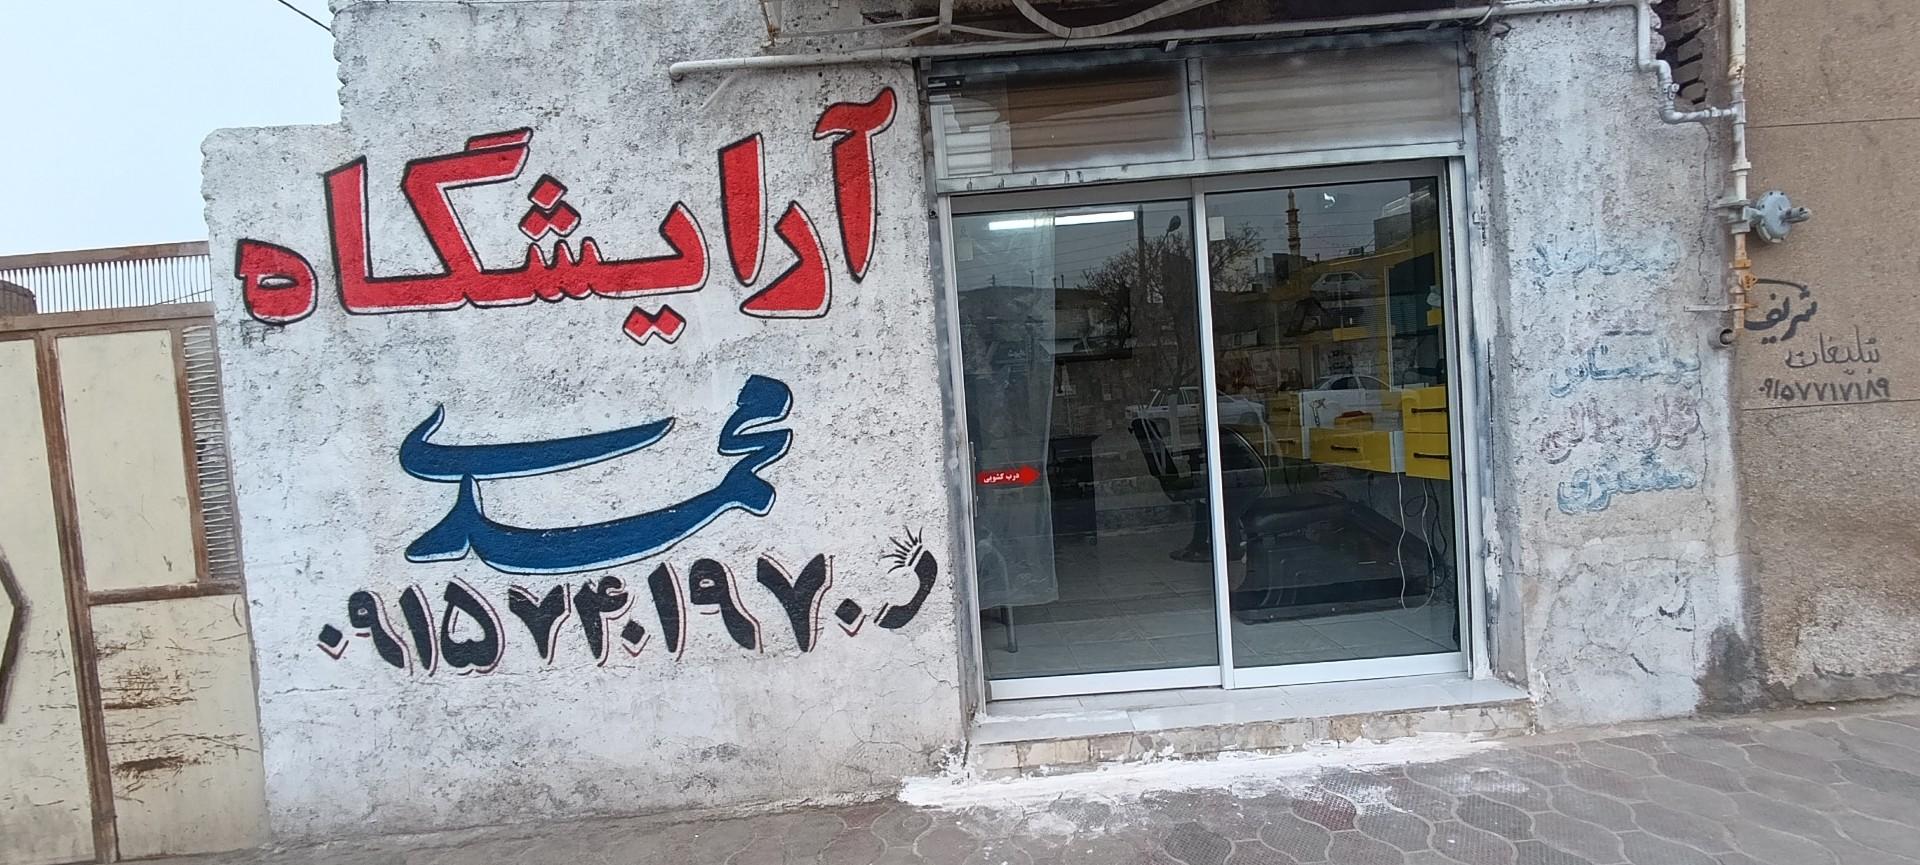 آرایشگاه
محمدی
۰۹۱۵۷۴۰۱۹۷۰
درب کشویی
مشتری
شریف
تبلیغات
۰۹۱۵۷۷۱۷۱۸۹